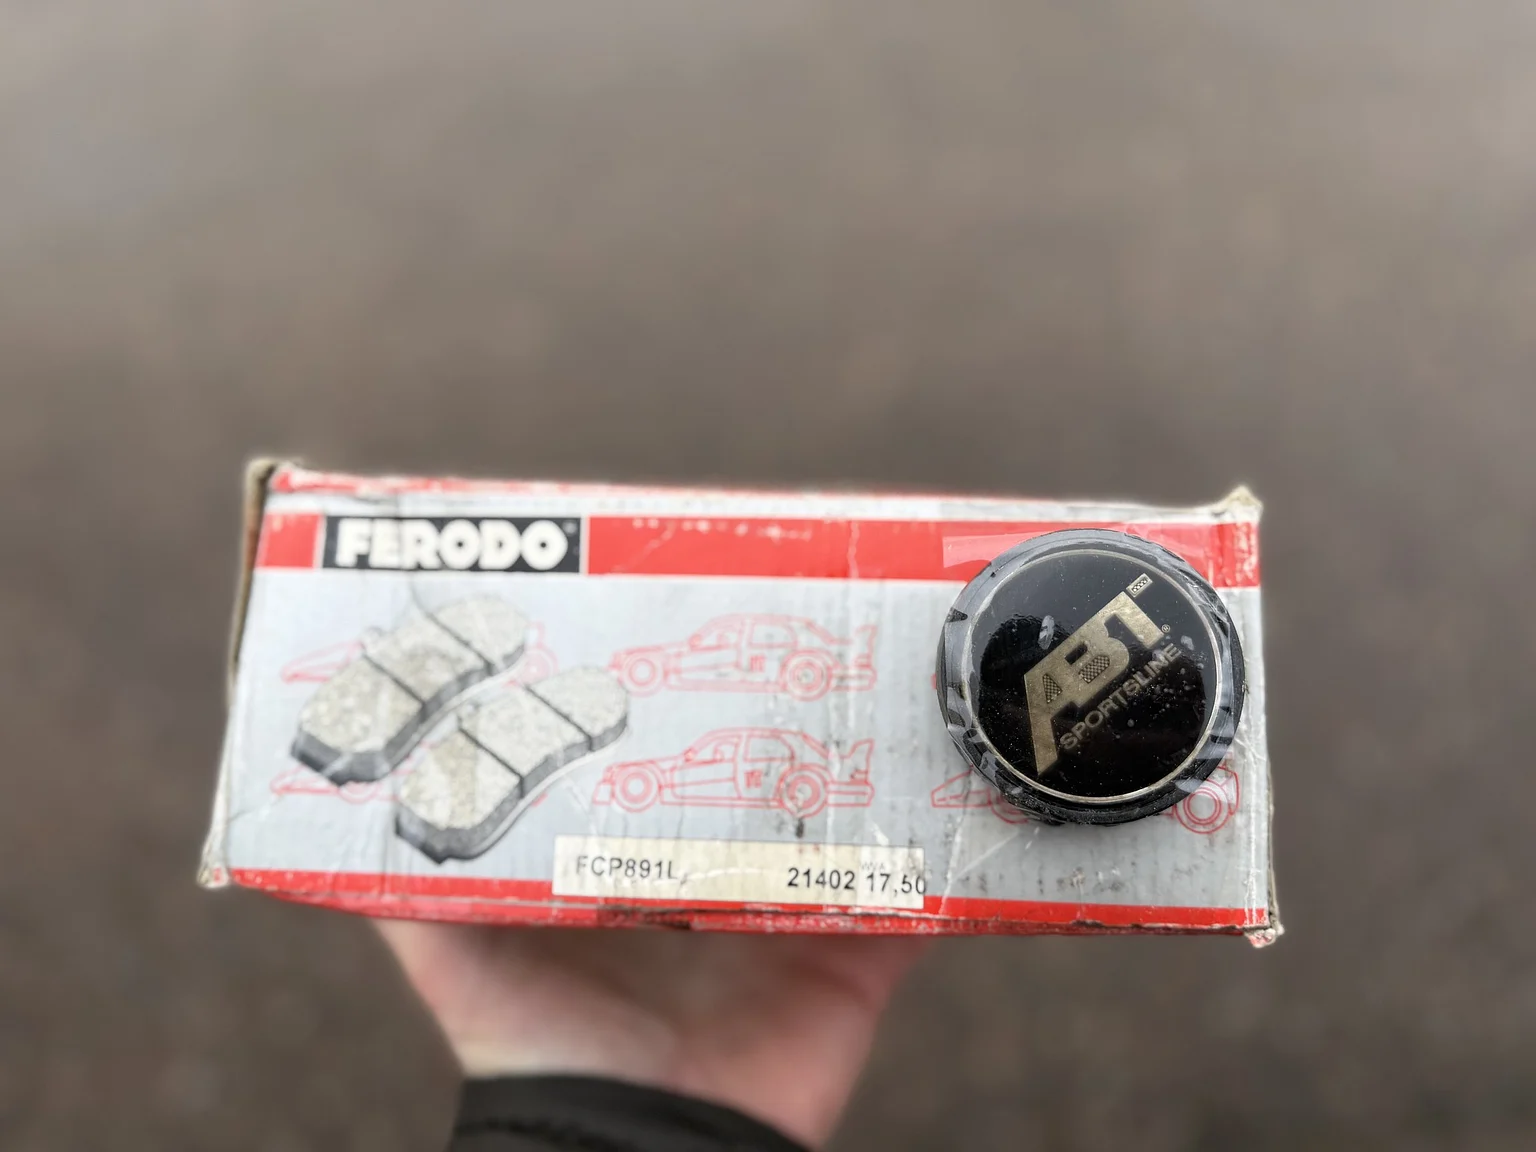 FERODO
ABT
SPORTSLINE
FCP891L
21402 17,50